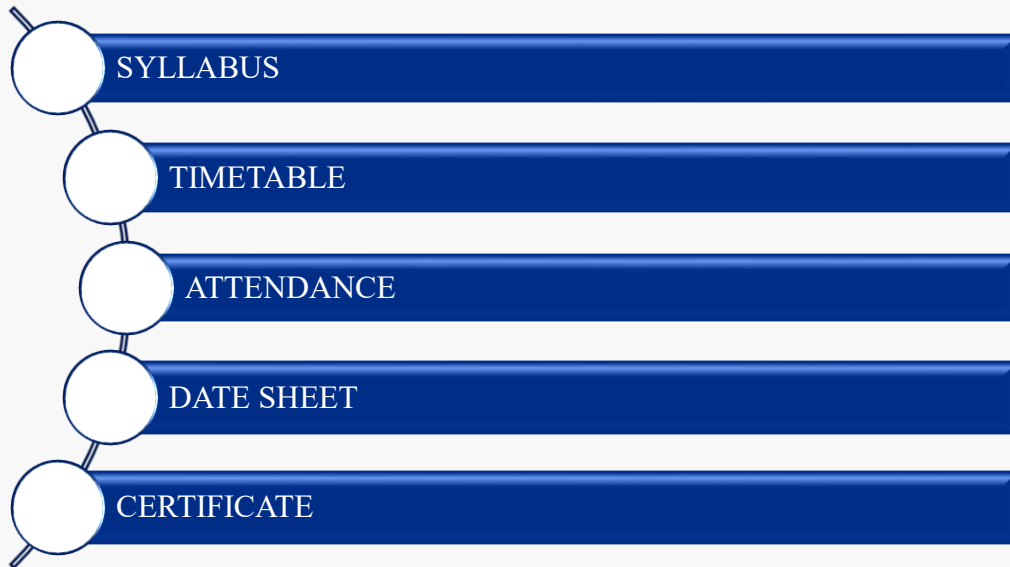 SYLLABUS
TIMETABLE
ATTENDANCE
DATE SHEET
CERTIFICATE